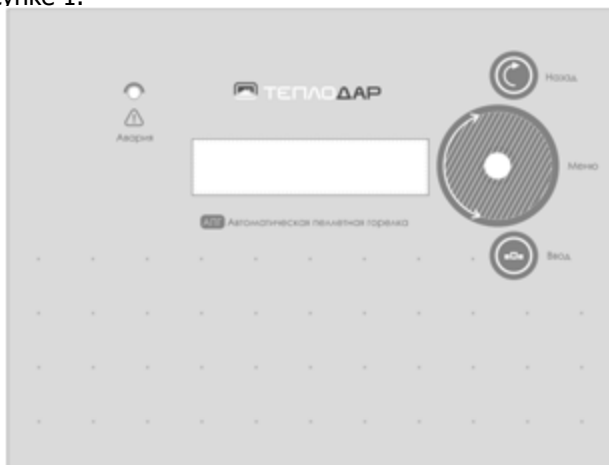 унке 1.
Назад
ТЕПЛОДАР
Авария
Меню
АПГ Автоматическая пеллетная горелка
Ввод